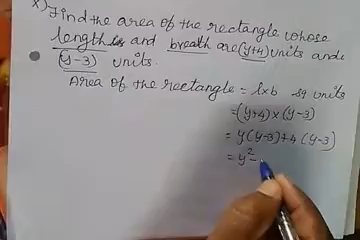 x) Find the area of the rectangle whose
length is and breath are (y+4) units and
(y-3) units.
Area of the rectangle = l×b sq units
= (y+4) × (y-3)
= y (y-3) + 4 (y-3)
= y² -